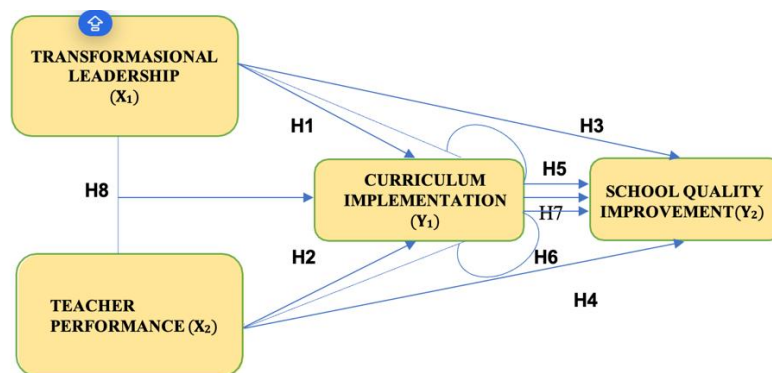 TRANSFORMASIONAL
LEADERSHIP
(X₁)
H1
H3
H8
CURRICULUM
IMPLEMENTATION
(Y₁)
H5
H7
SCHOOL QUALITY
IMPROVEMENT(Y₂)
H2
H6
H4
TEACHER
PERFORMANCE (X₂)